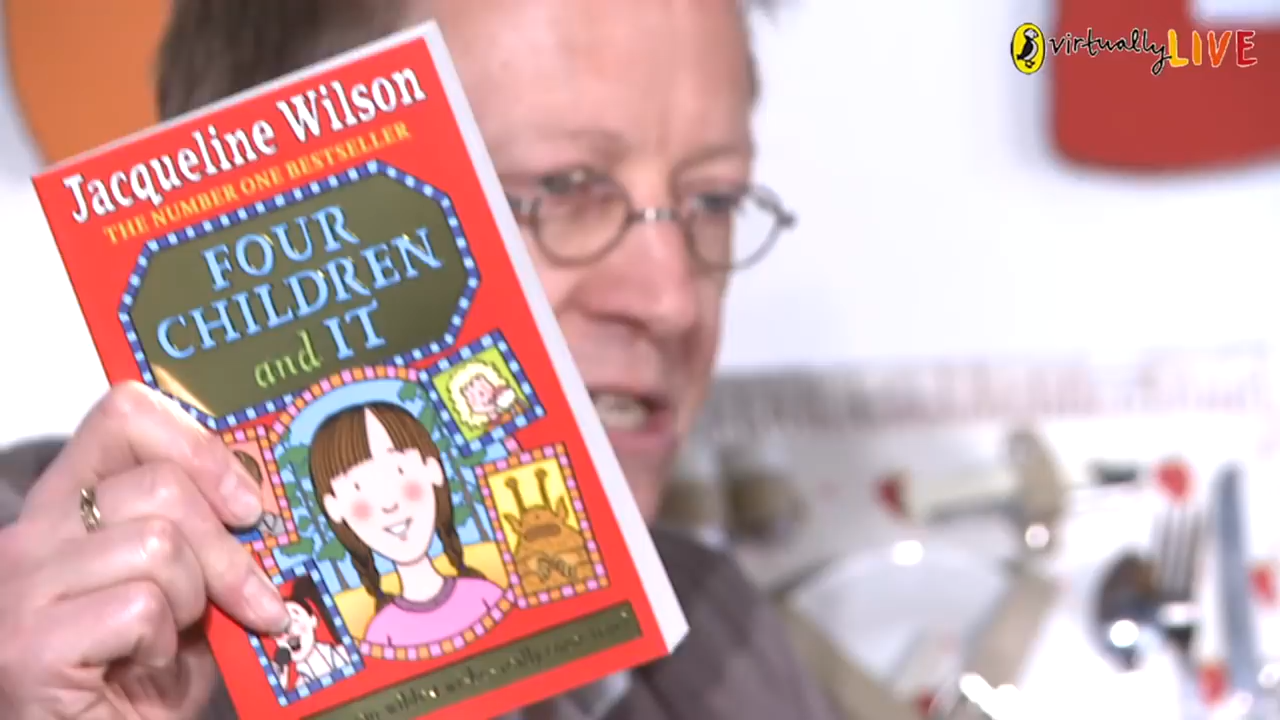 Jacqueline Wilson
THE NUMBER ONE BESTSELLER
FOUR
CHILDREN
and IT
virtually LIVE